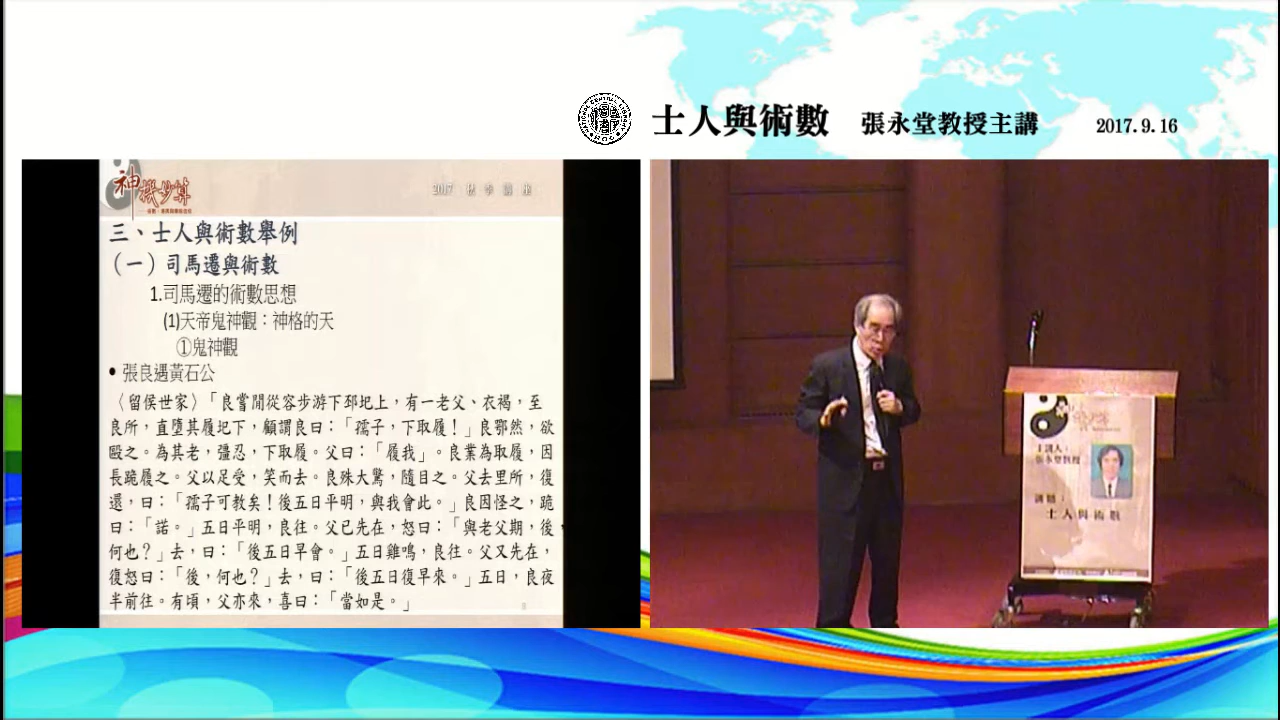 士人與術數 張永堂教授主講 2017.9.16
神機步算
2017 秋季講座
三、士人與術數舉例
（一）司馬遷與術數
1.司馬遷的術數思想
(1)天帝鬼神觀：神格的天
①鬼神觀
• 張良遇黃石公
〈留侯世家〉「良嘗閒從容步游下邳圯上，有一老父、衣褐，至
良所，直墮其履圯下，顧謂良曰：「孺子，下取履！」良鄂然，欲
毆之。為其老，彊忍，下取履。父曰：「履我」。良業為取履，因
長跪履之。父以足受，笑而去。良殊大驚，隨目之。父去里所，復
還，曰：「孺子可教矣！後五日平明，與我會此。」良因怪之，跪
曰：「諾。」五日平明，良往。父已先在，怒曰：「與老父期，後，
何也？」去，曰：「後五日早會。」五日雞鳴，良往。父又先在，
復怒曰：「後，何也？」去，曰：「後五日復早來。」五日，良夜
半前往。有頃，父亦來，喜曰：「當如是。」
8
主講人：
張永堂教授
講題：
士人與術數